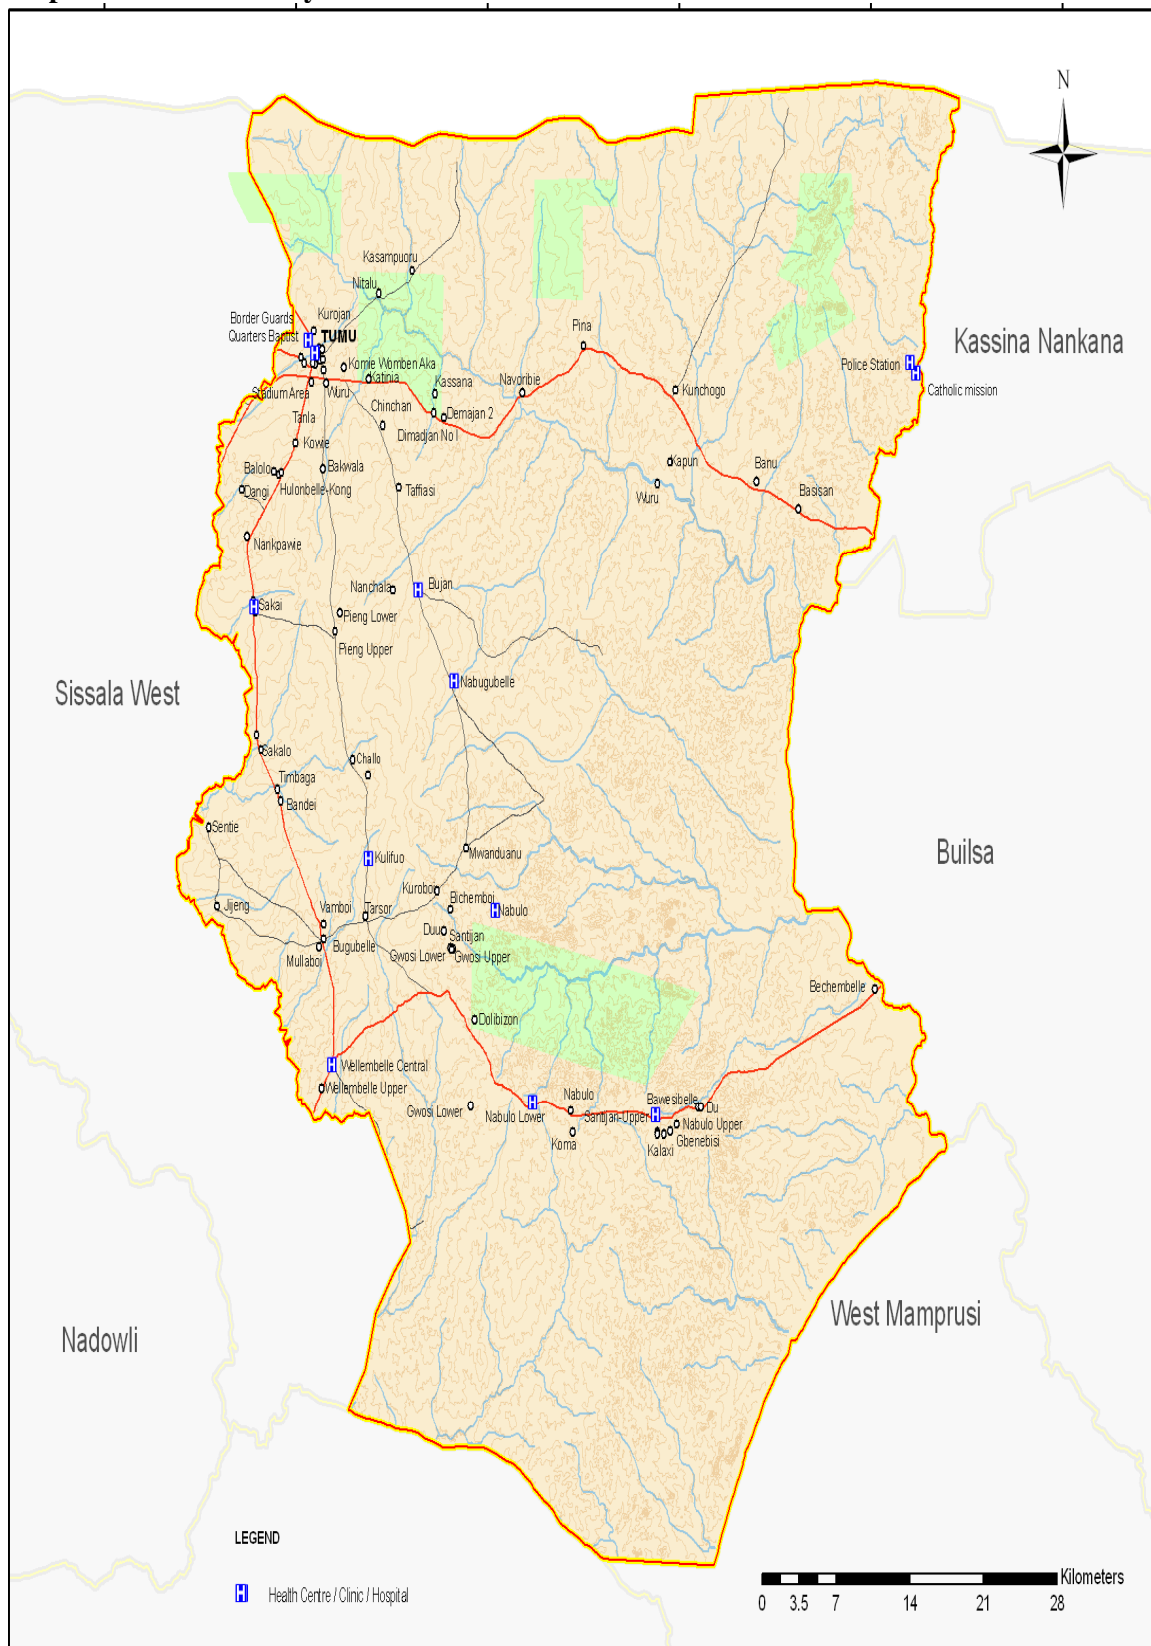 N
Kasampuoru
Nitalu
Border Guards
Kurojan
Quarters Baptist
TUMU
Pina
Kassina Nankana
Police Station
Catholic mission
Komie Womben Aka
Katinia
Stadium Area
Wuru
Kassana
Navoribie
Kunchogo
Chinchan
Demajan 2
Dimadjan No I
Tanla
Kowie
Balolo
Bakwala
Dangi
Hulonbelle-Kong
Taffiasi
Kapun
Wuru
Banu
Basisan
Nankpawie
Nanchala
Bujan
Sakai
Pieng Lower
Pieng Upper
Sissala West
Nabugubelle
Sakalo
Challo
Timbaga
Bandei
Sentie
Mwanduanu
Kulifuo
Builsa
Kuroboi
Bichemboi
Nabulo
Jijeng
Vamboi
Tarsor
Duu
Santijan
Bugubelle
Mullaboi
Gwosi Lower
Gwosi Upper
Bechembelle
Dolibizon
Wellembelle Central
Wellembelle Upper
Gwosi Lower
Nabulo Lower
Nabulo
Santijan-Upper
Bawesibelle
Du
Nabulo Upper
Koma
Kalaxi
Gbenebisi
West Mamprusi
Nadowli
LEGEND
H Health Centre / Clinic / Hospital
Kilometers
0 3.5 7 14 21 28